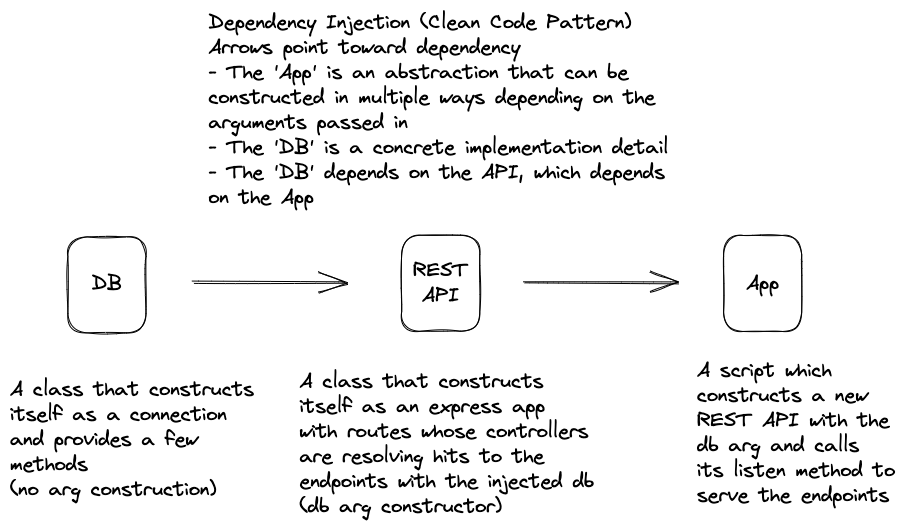 Dependency Injection (Clean Code Pattern)
Arrows point toward dependency
- The 'App' is an abstraction that can be
constructed in multiple ways depending on the
arguments passed in
- The 'DB' is a concrete implementation detail
- The 'DB' depends on the API, which depends
on the App
DB
REST
API
App
A class that constructs
itself as a connection
and provides a few
methods
(no arg construction)
A class that constructs
itself as an express app
with routes whose controllers
are resolving hits to the
endpoints with the injected db
(db arg constructor)
A script which
constructs a new
REST API with the
db arg and calls
its listen method to
serve the endpoints